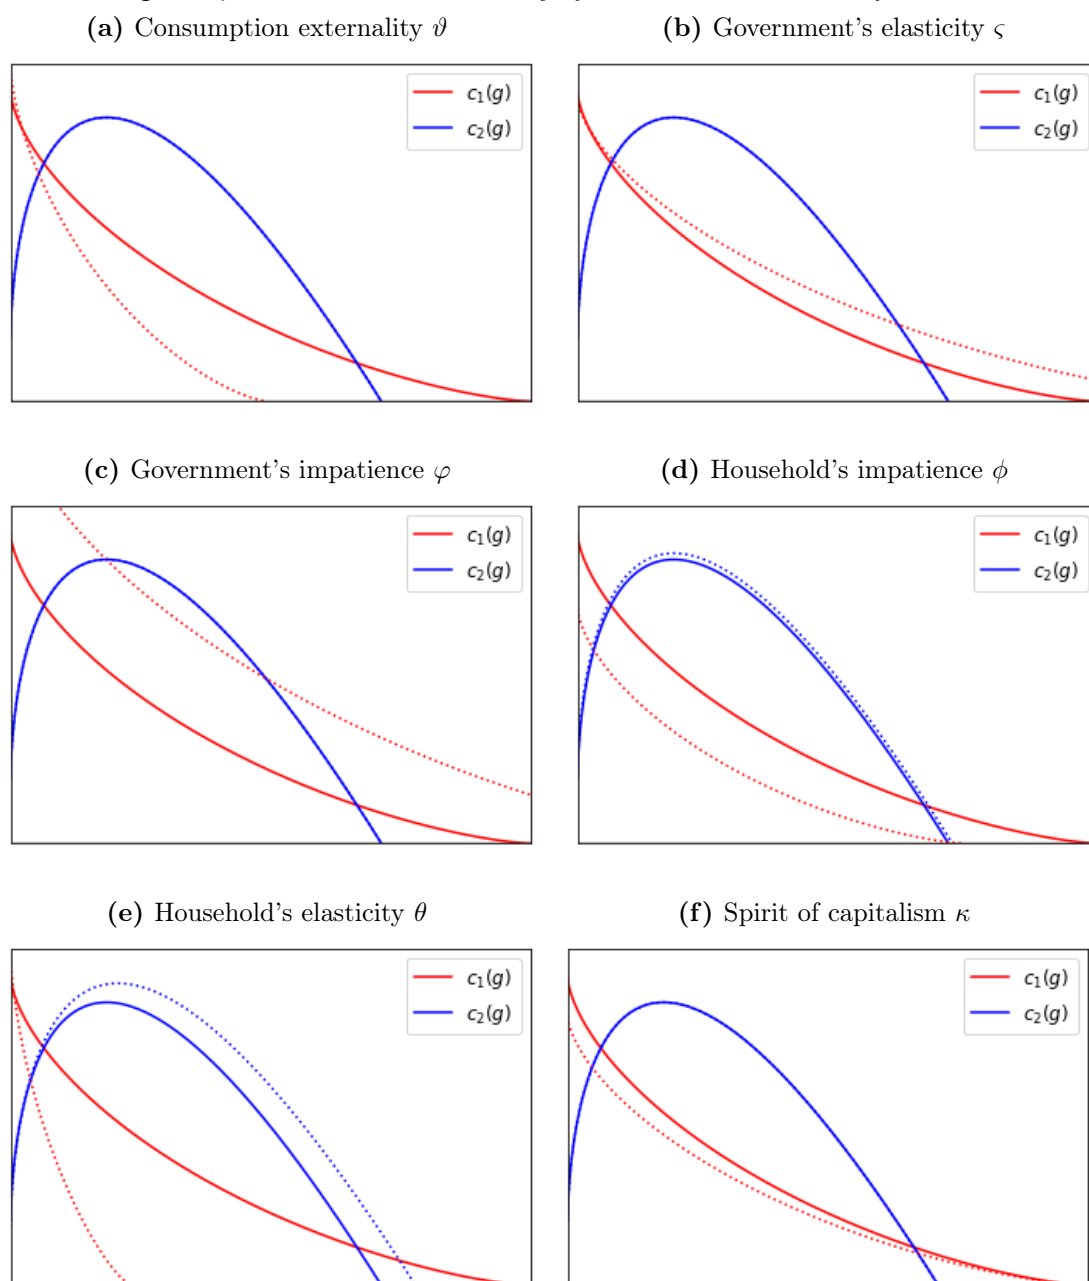 (a) Consumption externality ϑ
(b) Government's elasticity ς
c₁(g)
c₂(g)
c₁(g)
c₂(g)
(c) Government's impatience φ
(d) Household's impatience ϕ
c₁(g)
c₂(g)
c₁(g)
c₂(g)
(e) Household's elasticity θ
(f) Spirit of capitalism κ
c₁(g)
c₂(g)
c₁(g)
c₂(g)